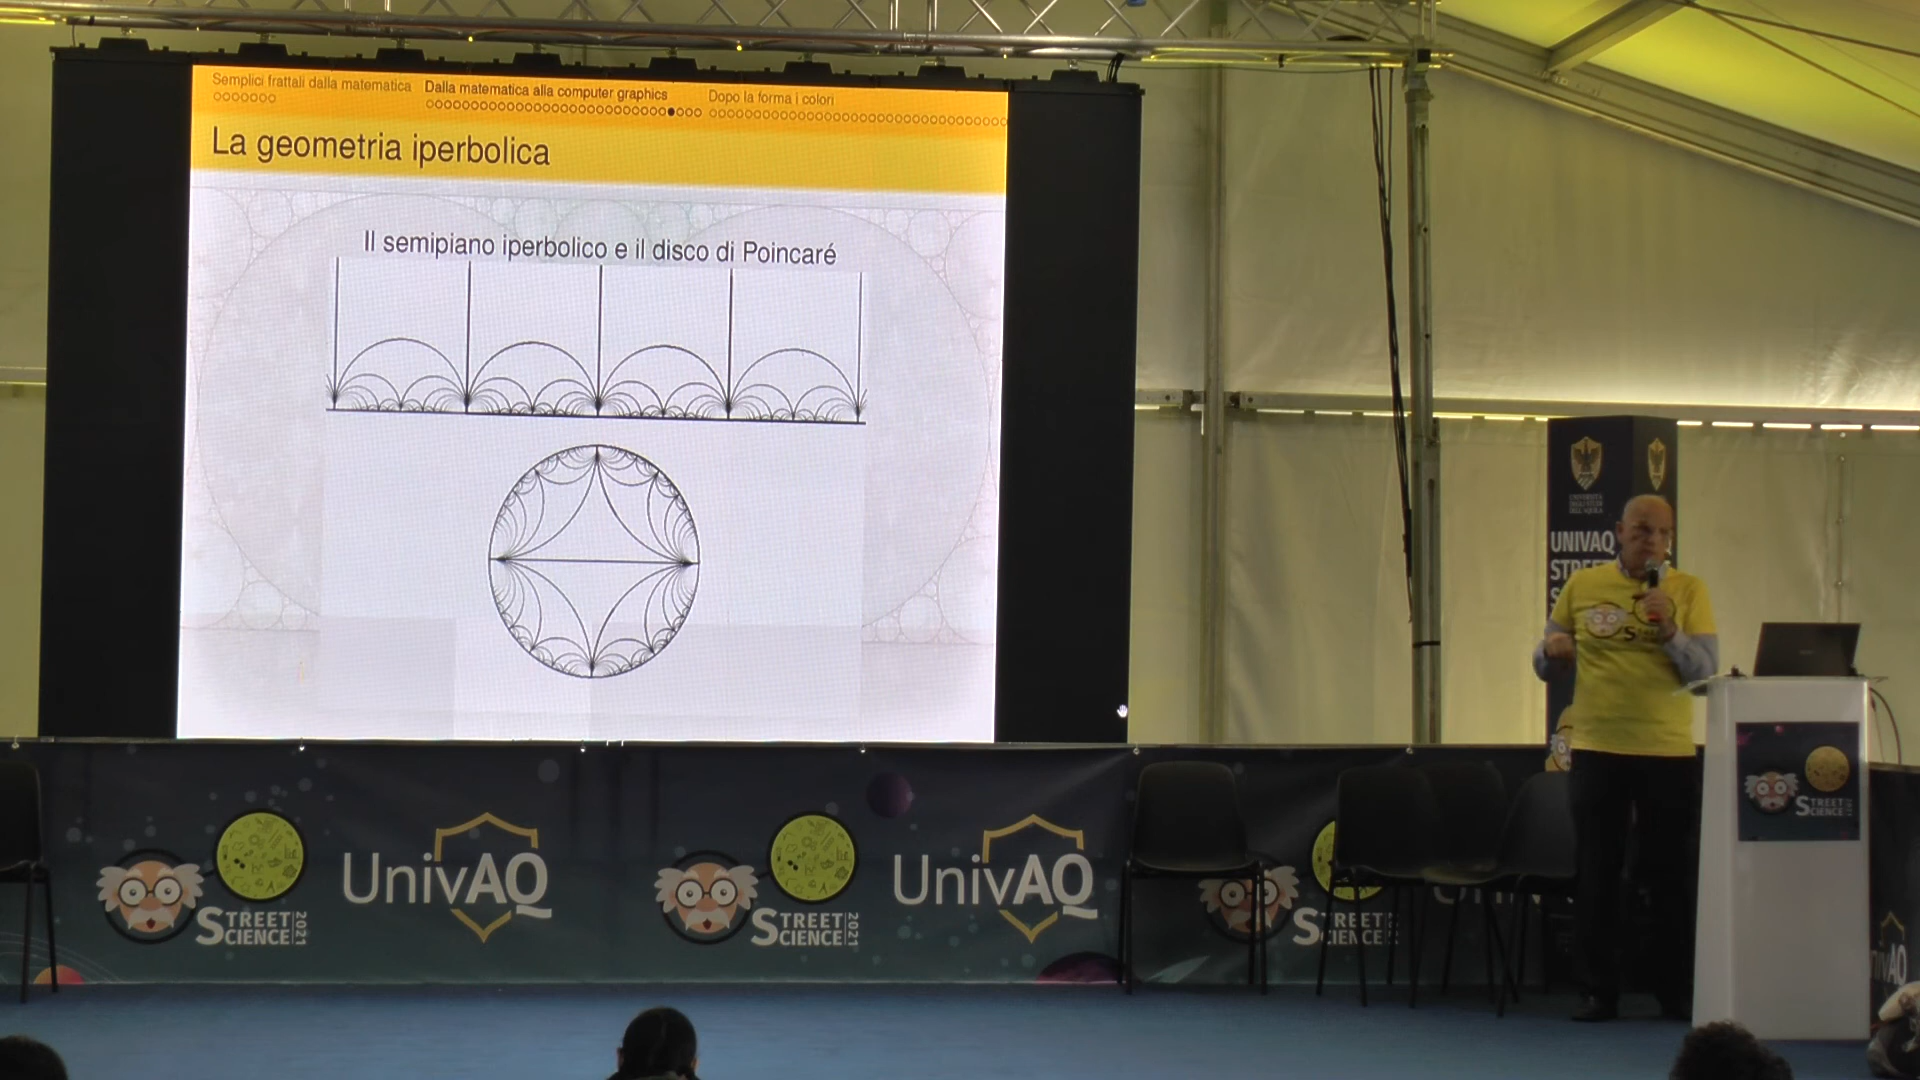 Semplici frattali dalla matematica
Dalla matematica alla computer graphics
Dopo la forma i colori
La geometria iperbolica
Il semipiano iperbolico e il disco di Poincaré
UNIVAQ
STREET
STREET
SCIENCE
2021
UnivAQ
STREET
SCIENCE
2021
UnivAQ
STREET
SCIENCE
STREET
SCIENCE